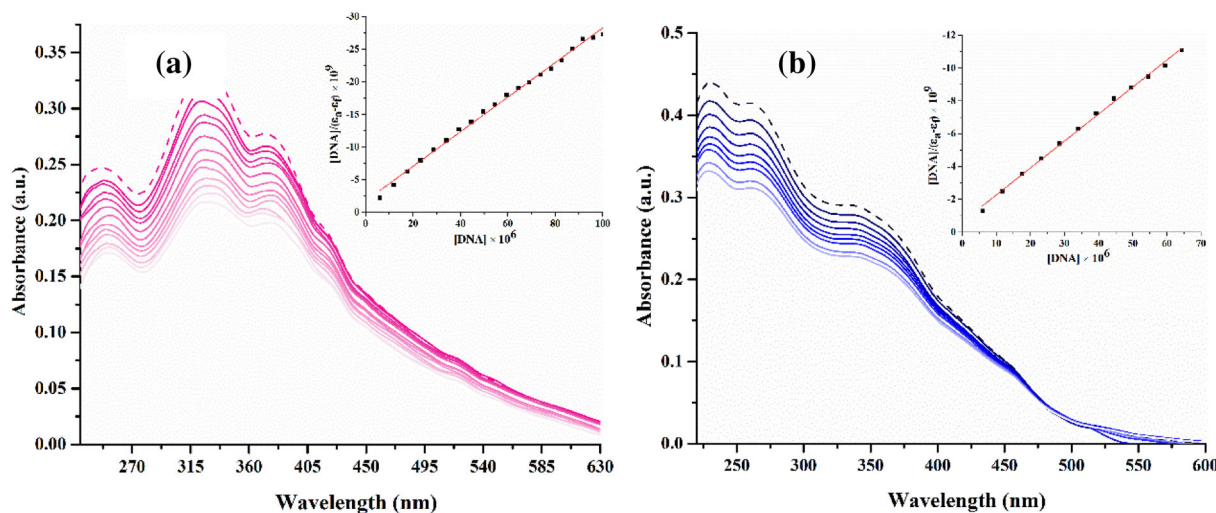 (a)
0.35
0.30
0.25
0.20
0.15
0.10
0.05
0.00
Absorbance (a.u.)
270 315 360 405 450 495 540 585 630
Wavelength (nm)
-30
-25
-20
-15
-10
-5
0
[DNA]/(εa-εf) × 10⁹
0 20 40 60 80 100
[DNA] × 10⁶
(b)
0.5
0.4
0.3
0.2
0.1
0.0
Absorbance (a.u.)
250 300 350 400 450 500 550 600
Wavelength (nm)
-12
-10
-8
-6
-4
-2
0
[DNA]/(εa-εf) × 10⁹
0 10 20 30 40 50 60 70
[DNA] × 10⁶